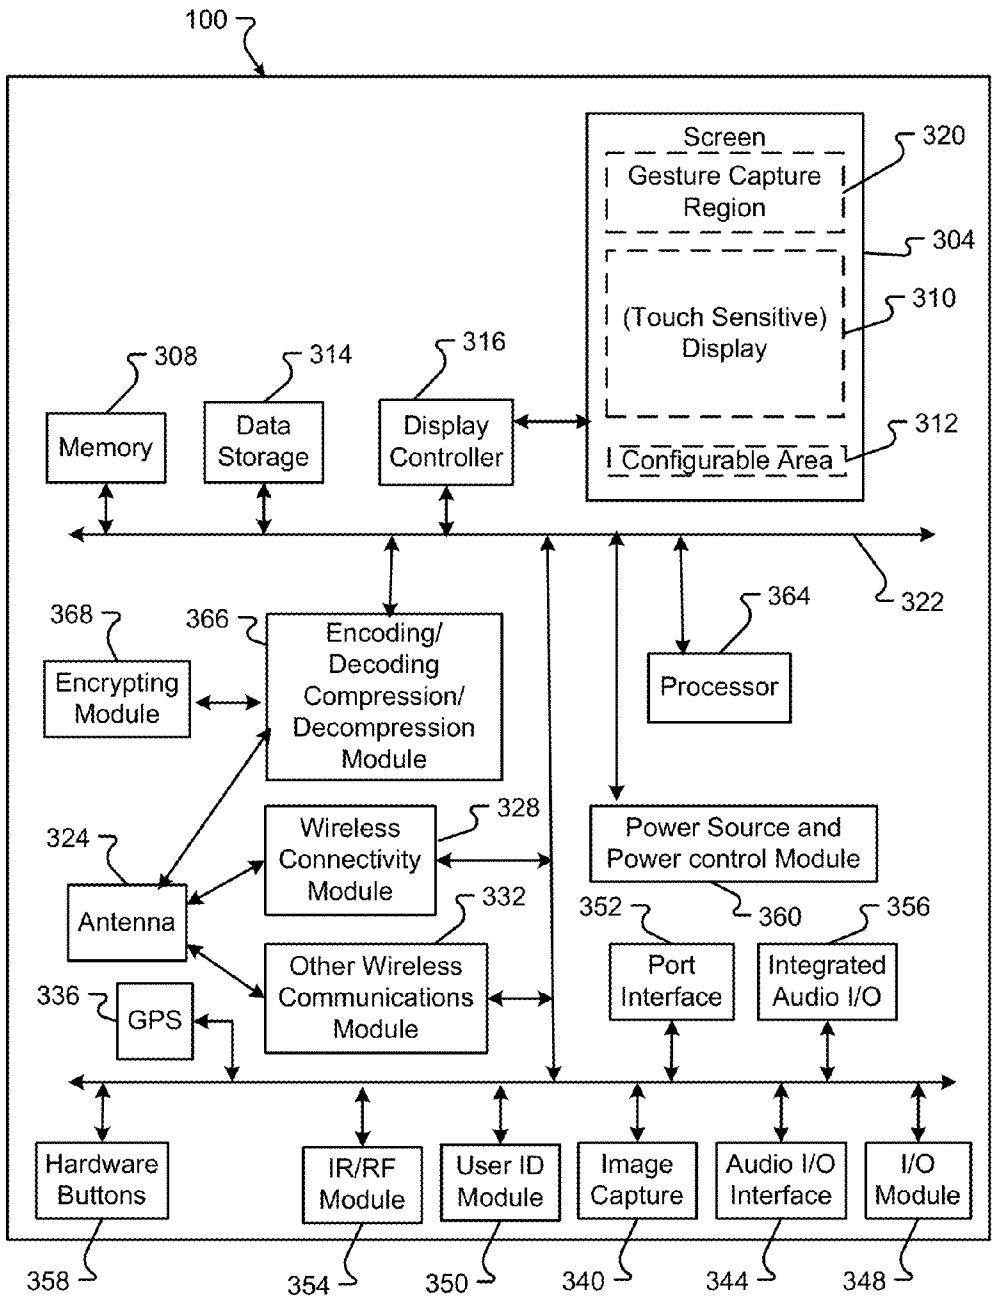 100
Screen
Gesture Capture
Region
320
304
(Touch Sensitive)
Display
310
Configurable Area
312
308
Memory
314
Data
Storage
316
Display
Controller
322
368
Encrypting
Module
366
Encoding/
Decoding
Compression/
Decompression
Module
364
Processor
324
Antenna
328
Wireless
Connectivity
Module
Power Source and
Power control Module
360
332
Other Wireless
Communications
Module
352
Port
Interface
356
Integrated
Audio I/O
336
GPS
Hardware
Buttons
IR/RF
Module
User ID
Module
Image
Capture
Audio I/O
Interface
I/O
Module
358
354
350
340
344
348